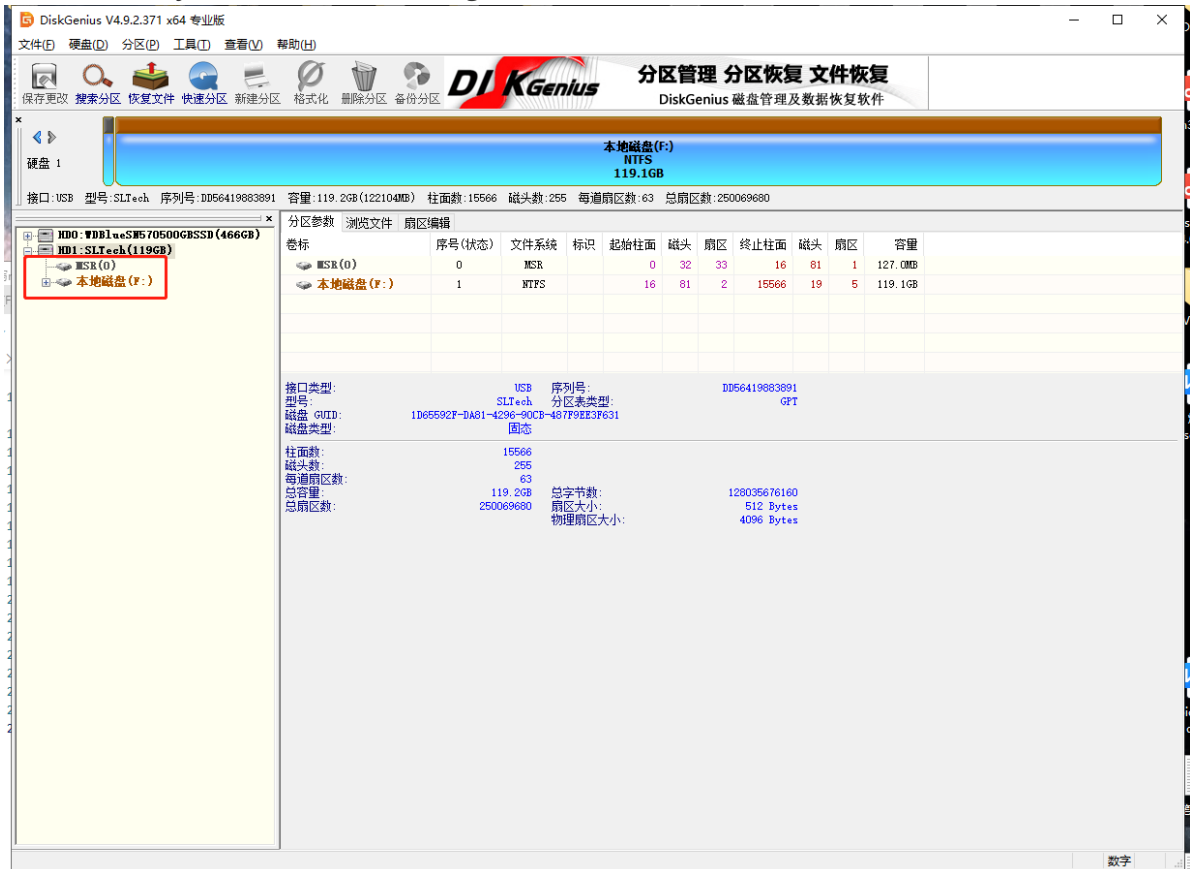 DiskGenius V4.9.2.371 x64 专业版
文件(F) 硬盘(D) 分区(P) 工具(T) 查看(V) 帮助(H)
保存更改 搜索分区 恢复文件 快速分区 新建分区 格式化 删除分区 备份分区
DISKGenius
分区管理 分区恢复 文件恢复
DiskGenius 磁盘管理及数据恢复软件
硬盘 1
本地磁盘(F:)
NTFS
119.1GB
接口:USB 型号:SLTech 序列号:DD56419883891 容量:119.2GB(122104MB) 柱面数:15566 磁头数:255 每道扇区数:63 总扇区数:250069680
HD0:WDBlueSN570500GBSSD(466GB)
HD1:SLTech(119GB)
MSR(0)
本地磁盘(F:)
分区参数 浏览文件 扇区编辑
卷标 序号(状态) 文件系统 标识 起始柱面 磁头 扇区 终止柱面 磁头 扇区 容量
MSR(0) 0 MSR 0 32 33 16 81 1 127.0MB
本地磁盘(F:) 1 NTFS 16 81 2 15566 19 5 119.1GB
接口类型: USB 序列号: DD56419883891
型号: SLTech 分区表类型: GPT
磁盘 GUID: 1D65592F-DA81-4296-90CB-487F9EE3F631
磁盘类型: 固态
柱面数: 15566
磁头数: 255
每道扇区数: 63
总容量: 119.2GB 总字节数: 128035676160
总扇区数: 250069680 扇区大小: 512 Bytes
物理扇区大小: 4096 Bytes
数字